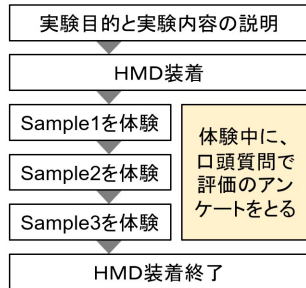 実験目的と実験内容の説明
HMD装着
Sample1を体験
Sample2を体験
Sample3を体験
体験中に、
口頭質問で
評価のアン
ケートをとる
HMD装着終了